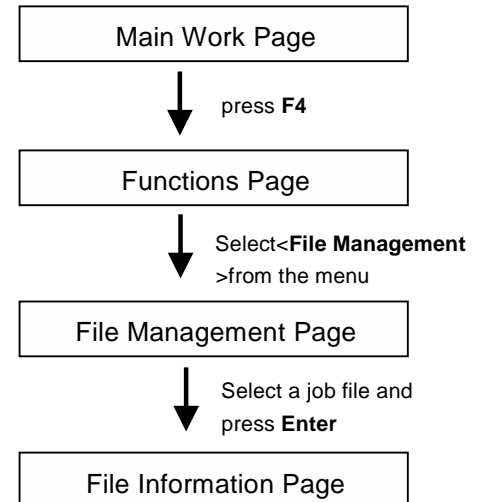 Main Work Page
press F4
Functions Page
Select<File Management
>from the menu
File Management Page
Select a job file and
press Enter
File Information Page